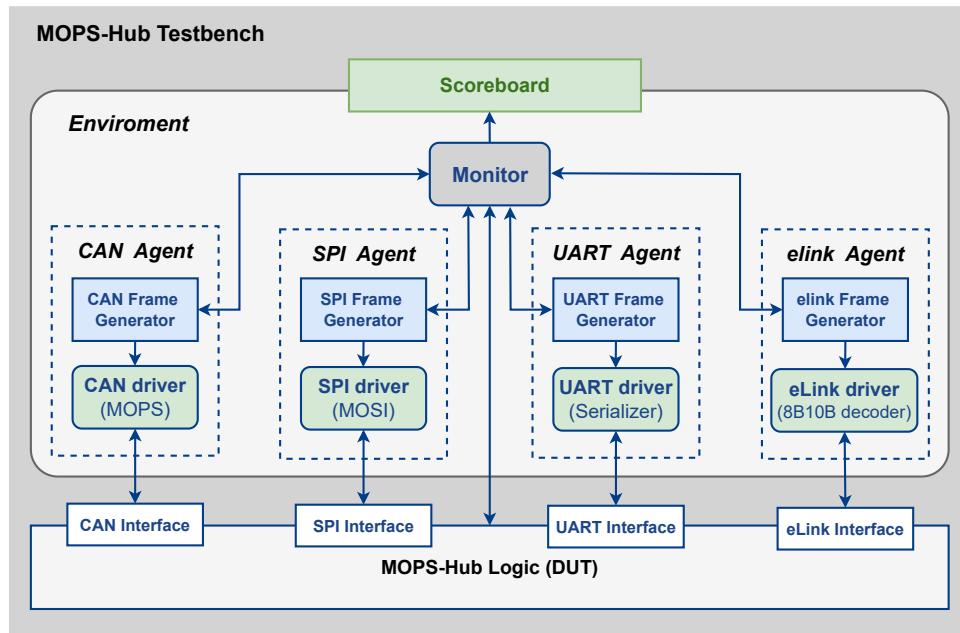 MOPS-Hub Testbench
Scoreboard
Enviroment
Monitor
CAN Agent
SPI Agent
UART Agent
elink Agent
CAN Frame
Generator
SPI Frame
Generator
UART Frame
Generator
elink Frame
Generator
CAN driver
(MOPS)
SPI driver
(MOSI)
UART driver
(Serializer)
eLink driver
(8B10B decoder)
CAN Interface
SPI Interface
UART Interface
eLink Interface
MOPS-Hub Logic (DUT)